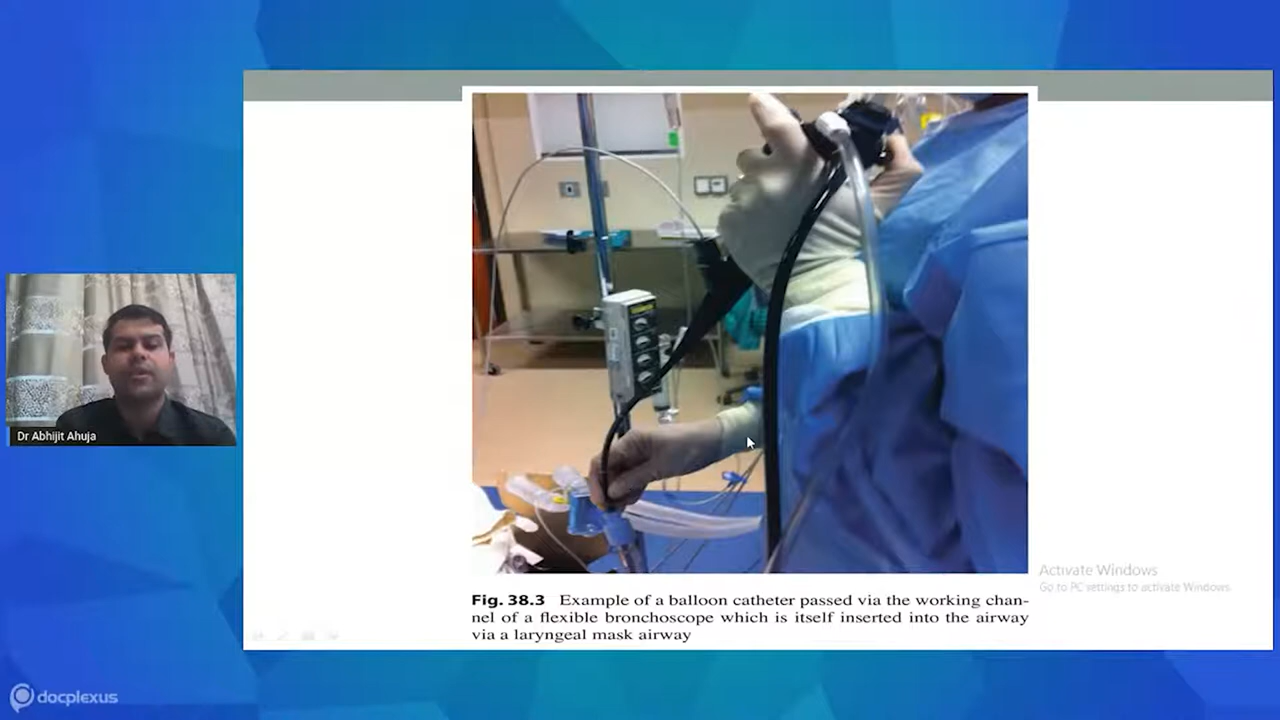 Dr Abhijit Ahuja
Fig. 38.3 Example of a balloon catheter passed via the working chan-
nel of a flexible bronchoscope which is itself inserted into the airway
via a laryngeal mask airway
Activate Windows
Go to PC settings to activate Windows.
docplexus